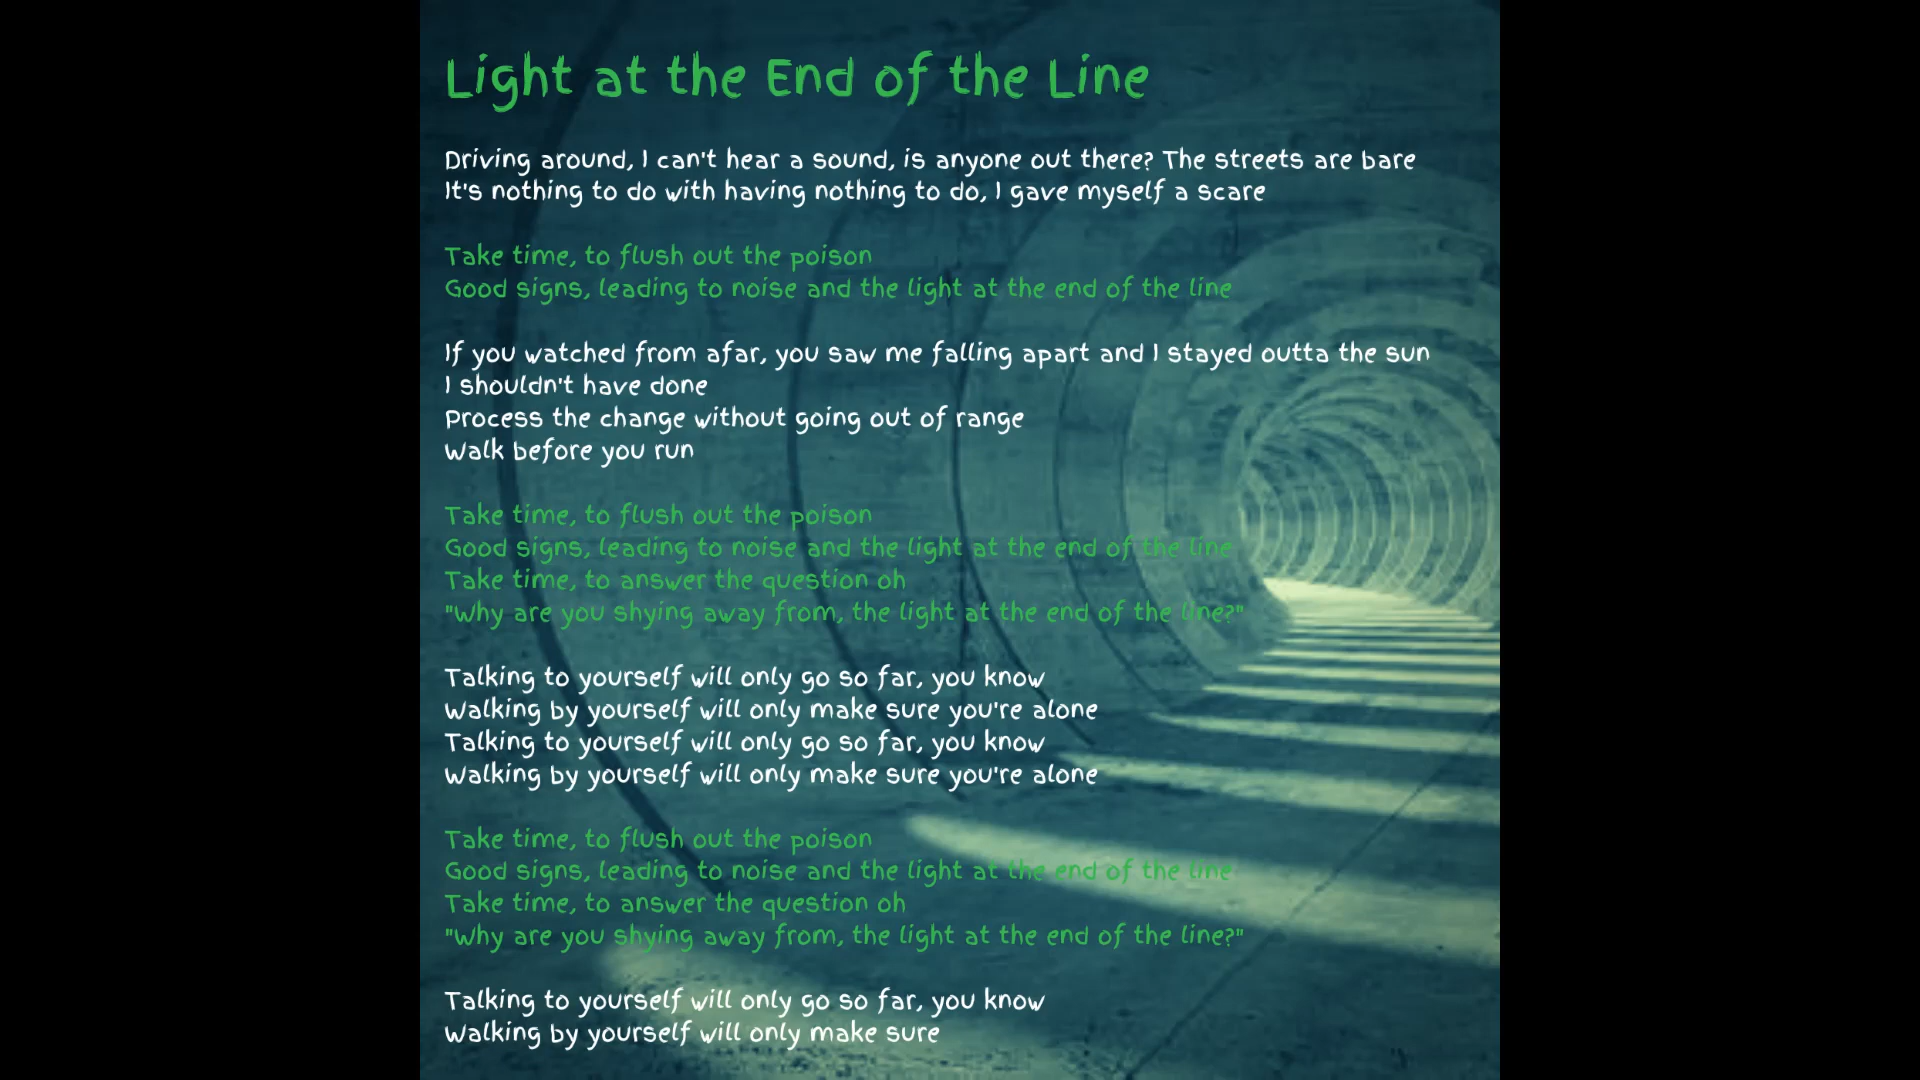 Light at the End of the Line
Driving around, I can't hear a sound, is anyone out there? The streets are bare
It's nothing to do with having nothing to do, I gave myself a scare
Take time, to flush out the poison
Good signs, leading to noise and the light at the end of the line
If you watched from afar, you saw me falling apart and I stayed outta the sun
I shouldn't have done
Process the change without going out of range
Walk before you run
Take time, to flush out the poison
Good signs, leading to noise and the light at the end of the line
Take time, to answer the question oh
"Why are you shying away from, the light at the end of the line?"
Talking to yourself will only go so far, you know
Walking by yourself will only make sure you're alone
Talking to yourself will only go so far, you know
Walking by yourself will only make sure you're alone
Take time, to flush out the poison
Good signs, leading to noise and the light at the end of the line
Take time, to answer the question oh
"Why are you shying away from, the light at the end of the line?"
Talking to yourself will only go so far, you know
Walking by yourself will only make sure